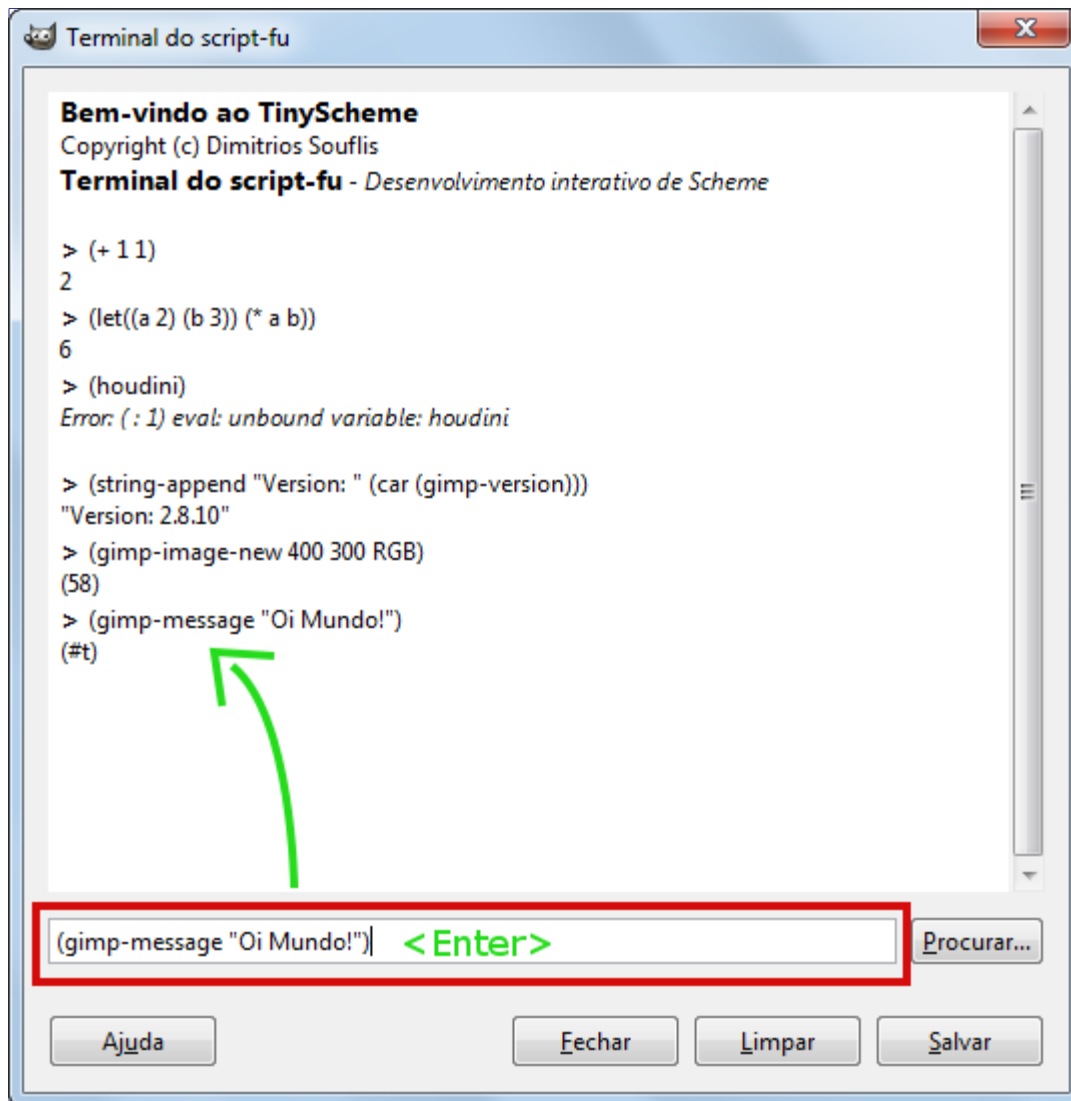 Terminal do script-fu
Bem-vindo ao TinyScheme
Copyright (c) Dimitrios Souflis
Terminal do script-fu - Desenvolvimento interativo de Scheme
> (+ 1 1)
2
> (let((a 2) (b 3)) (* a b))
6
> (houdini)
Error: ( : 1) eval: unbound variable: houdini
> (string-append "Version: " (car (gimp-version)))
"Version: 2.8.10"
> (gimp-image-new 400 300 RGB)
(58)
> (gimp-message "Oi Mundo!")
(#t)
(gimp-message "Oi Mundo!") <Enter> Procurar...
Ajuda Fechar Limpar Salvar